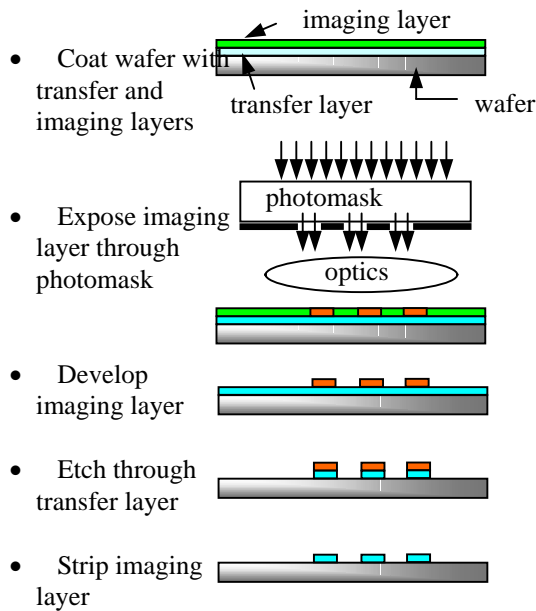 imaging layer
• Coat wafer with
transfer and
imaging layers
transfer layer
wafer
photomask
• Expose imaging
layer through
photomask
optics
• Develop
imaging layer
• Etch through
transfer layer
• Strip imaging
layer